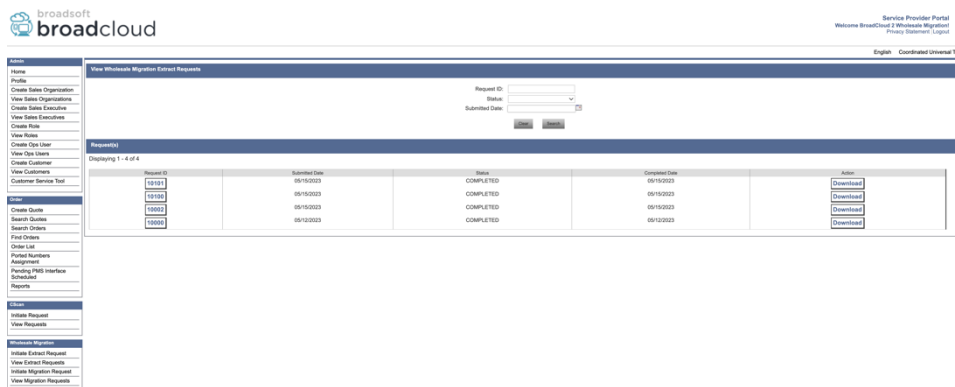 broadsoft
broadcloud
Service Provider Portal
Welcome BroadCloud 2 Wholesale Migration!
Privacy Statement Logout
English Coordinated Universal T
Admin
Home
Profile
Create Sales Organization
View Sales Organizations
Create Sales Executive
View Sales Executives
Create Role
View Roles
Create Ops User
View Ops Users
Create Customer
View Customers
Customer Service Tool
Order
Create Quote
Search Quotes
Search Orders
Find Orders
Order List
Ported Numbers
Assignment
Pending PMS Interface
Scheduled
Reports
CScan
Initiate Request
View Requests
Wholesale Migration
Initiate Extract Request
View Extract Requests
Initiate Migration Request
View Migration Requests
View Wholesale Migration Extract Requests
Request ID:
Status:
Submitted Date:
Clear Search
Request(s)
Displaying 1 - 4 of 4
Request ID Submitted Date Status Completed Date Action
10101 05/15/2023 COMPLETED 05/15/2023 Download
10100 05/15/2023 COMPLETED 05/15/2023 Download
10002 05/15/2023 COMPLETED 05/15/2023 Download
10000 05/12/2023 COMPLETED 05/12/2023 Download